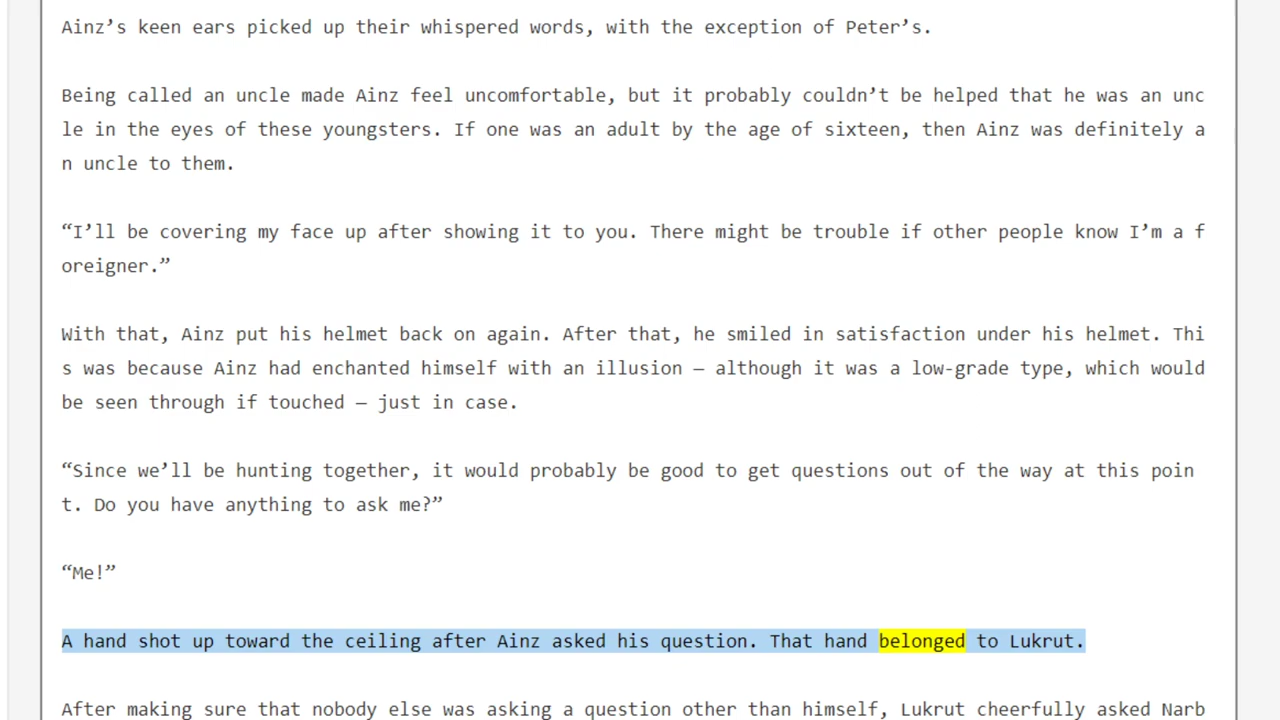 Ainz’s keen ears picked up their whispered words, with the exception of Peter’s.
Being called an uncle made Ainz feel uncomfortable, but it probably couldn’t be helped that he was an unc
le in the eyes of these youngsters. If one was an adult by the age of sixteen, then Ainz was definitely a
n uncle to them.
“I’ll be covering my face up after showing it to you. There might be trouble if other people know I’m a f
oreigner.”
With that, Ainz put his helmet back on again. After that, he smiled in satisfaction under his helmet. Thi
s was because Ainz had enchanted himself with an illusion – although it was a low-grade type, which would
be seen through if touched – just in case.
“Since we’ll be hunting together, it would probably be good to get questions out of the way at this poin
t. Do you have anything to ask me?”
“Me!”
A hand shot up toward the ceiling after Ainz asked his question. That hand belonged to Lukrut.
After making sure that nobody else was asking a question other than himself, Lukrut cheerfully asked Narb